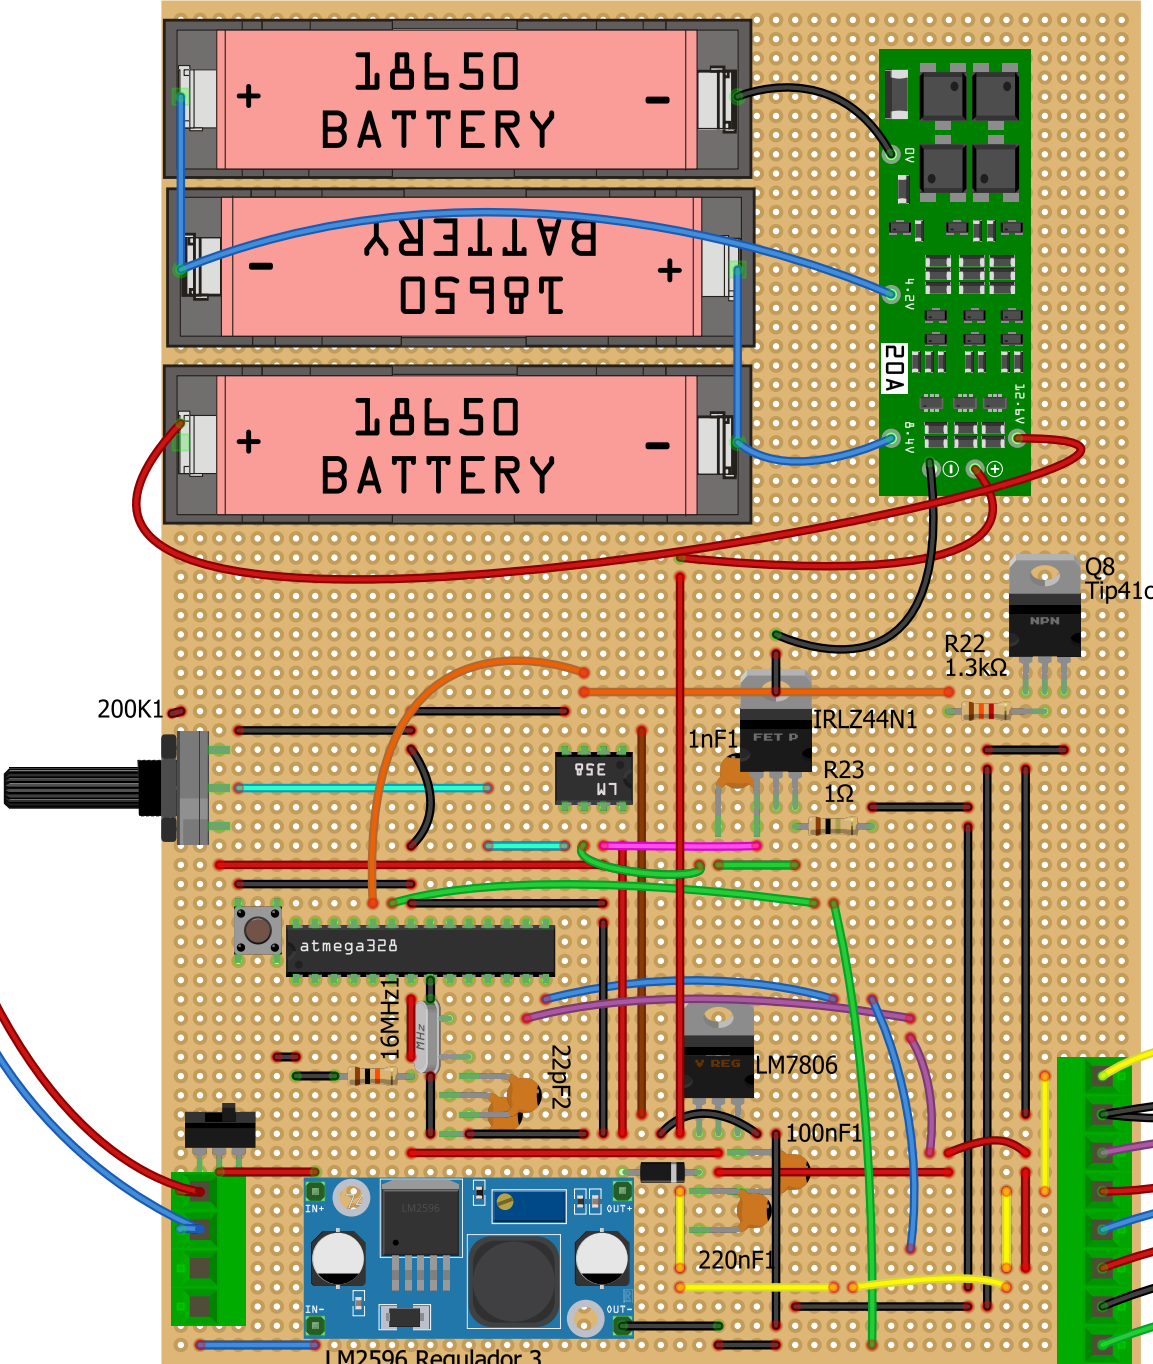 18650
BATTERY
+
-
0V
BATTERY
18650
-
+
4.2V
20A
18650
BATTERY
+
-
12.6V
8.4V
-
+
Q8
Tip41c
NPN
R22
1.3kΩ
200K1
IRLZ44N1
FET P
1nF1
R23
1Ω
LM
358
atmega328
16MHz1
MHz
22pF2
V REG
LM7806
100nF1
IN+
LM2596
OUT+
220nF1
IN-
OUT-
LM2596 Regulador 3